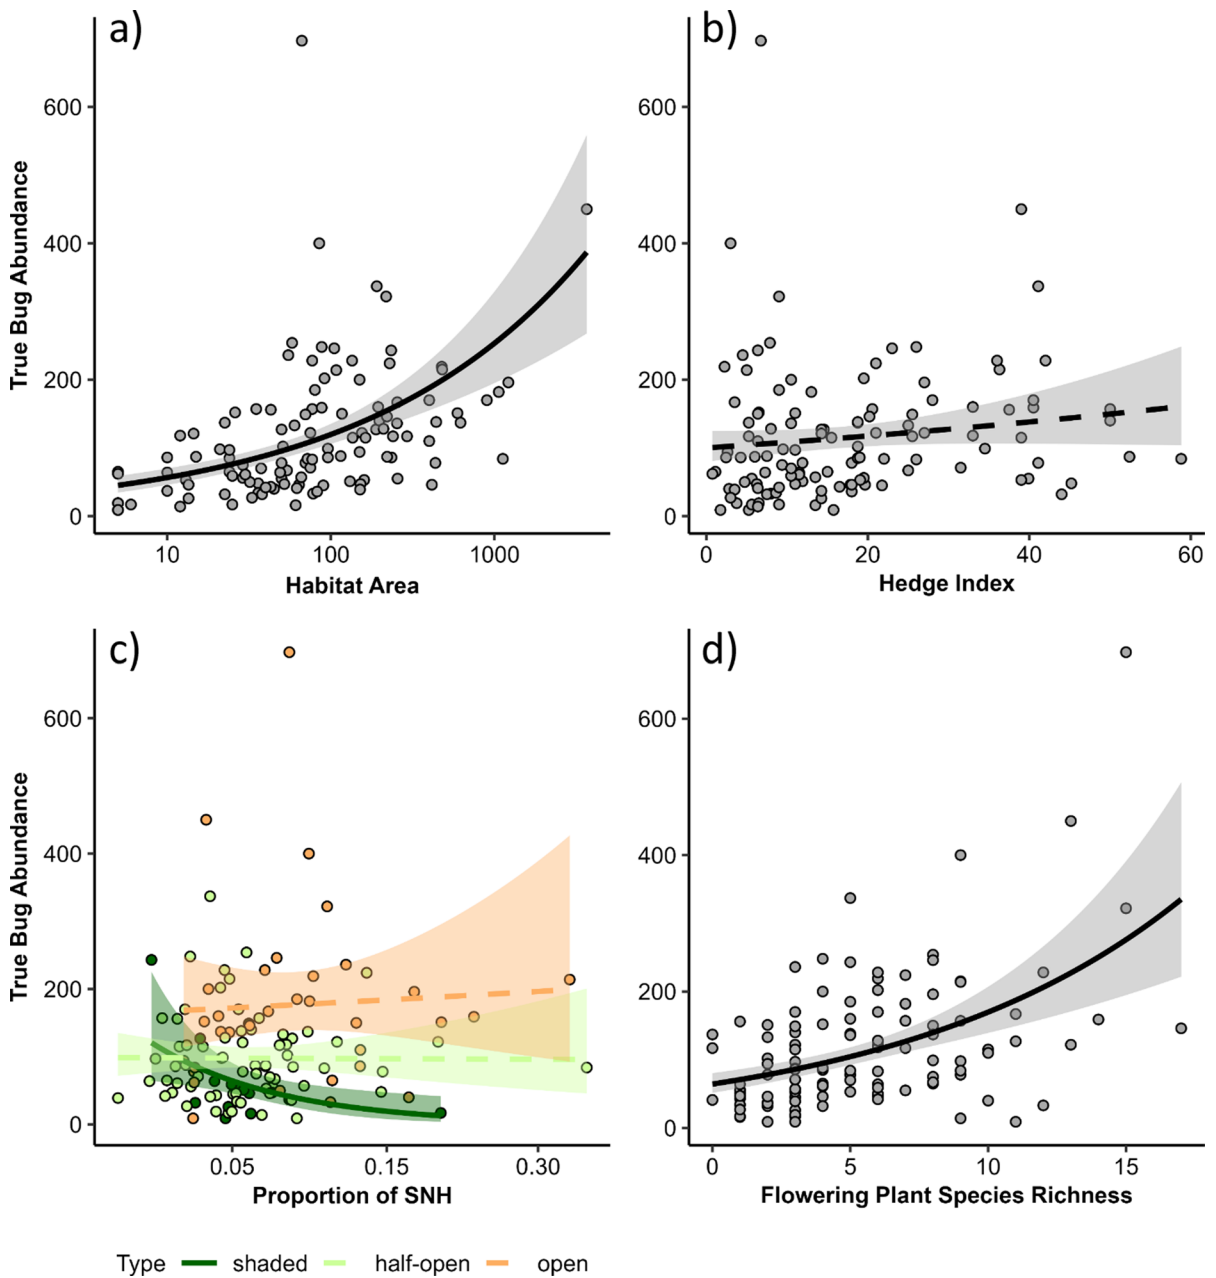 a)
600
400
200
0
True Bug Abundance
10 100 1000
Habitat Area
b)
600
400
200
0
0 20 40 60
Hedge Index
c)
600
400
200
0
True Bug Abundance
0.05 0.15 0.30
Proportion of SNH
d)
600
400
200
0
0 5 10 15
Flowering Plant Species Richness
Type shaded half-open open